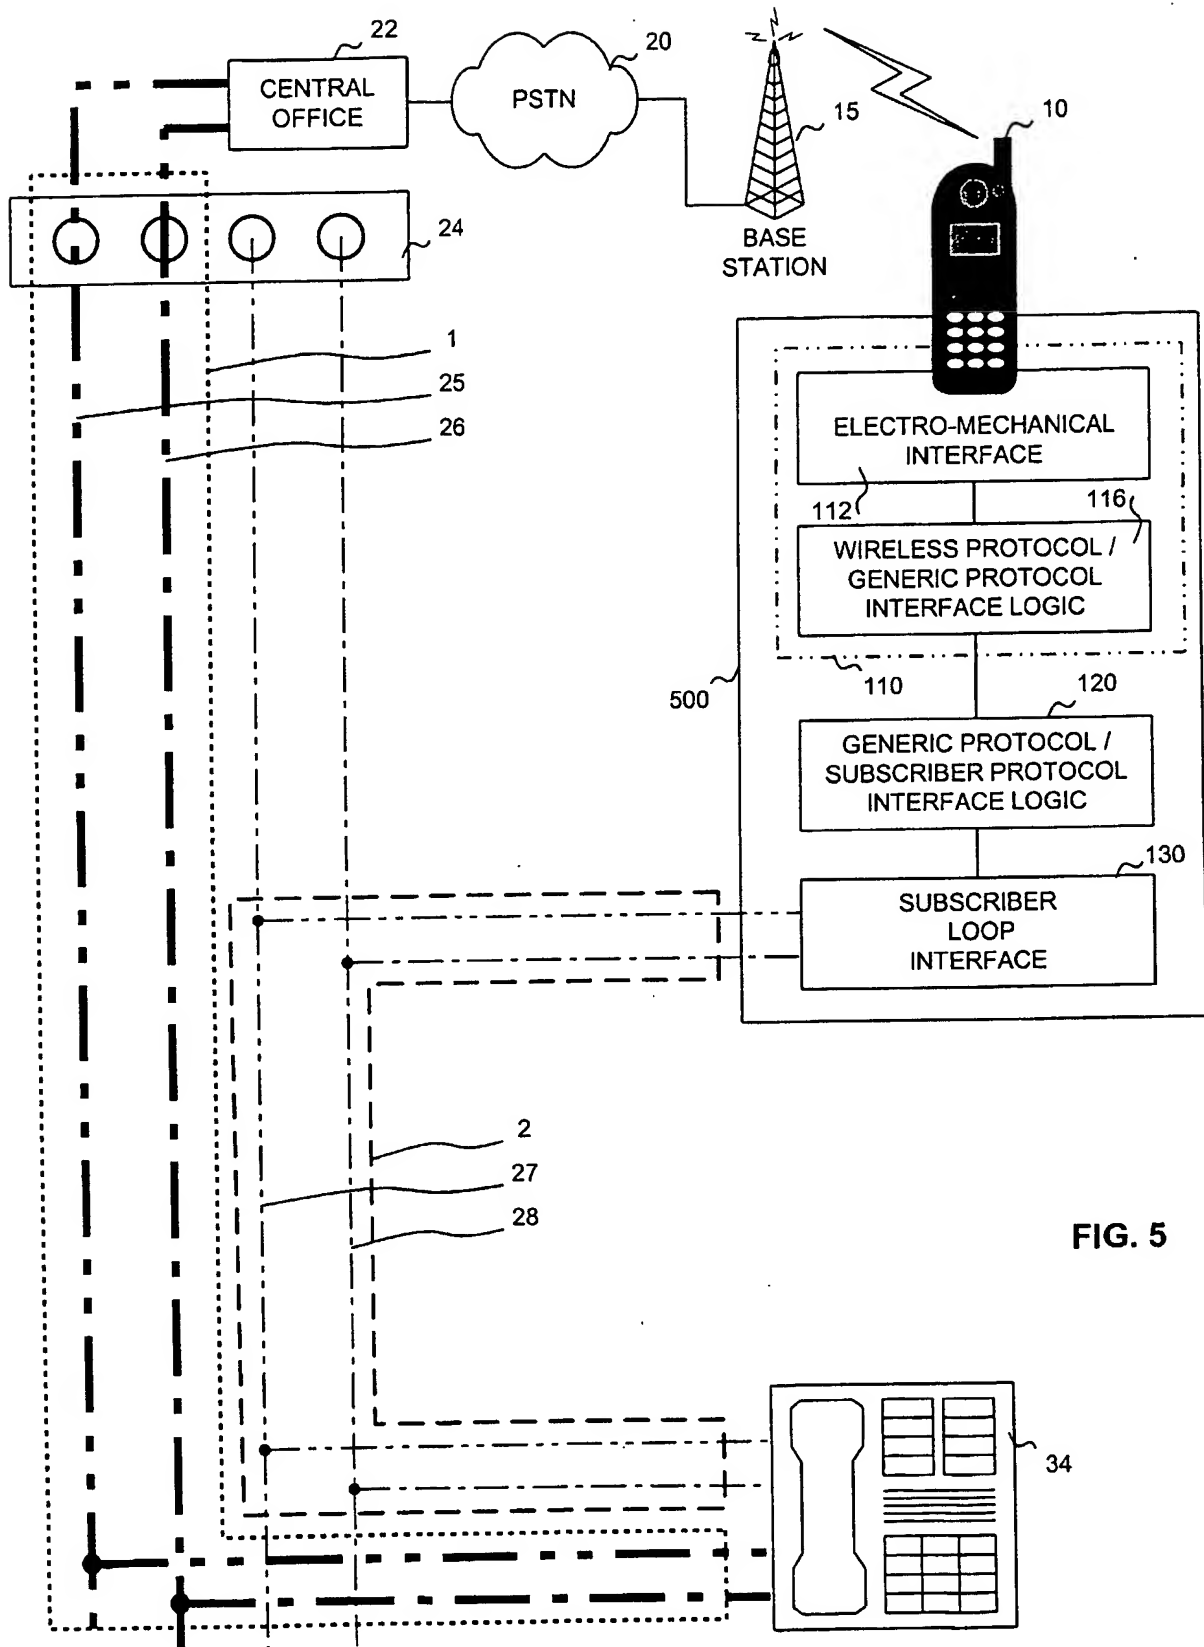 22
20
CENTRAL
OFFICE
PSTN
15
10
BASE
STATION
24
1
25
26
ELECTRO-MECHANICAL
INTERFACE
112
116
WIRELESS PROTOCOL /
GENERIC PROTOCOL
INTERFACE LOGIC
110
500
120
GENERIC PROTOCOL /
SUBSCRIBER PROTOCOL
INTERFACE LOGIC
130
SUBSCRIBER
LOOP
INTERFACE
2
27
28
FIG. 5
34